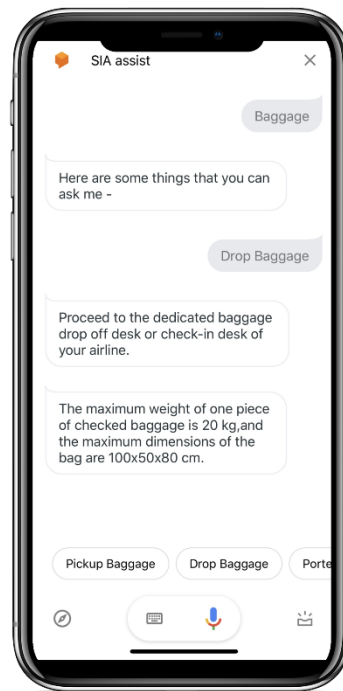 SIA assist
Baggage
Here are some things that you can
ask me -
Drop Baggage
Proceed to the dedicated baggage
drop off desk or check-in desk of
your airline.
The maximum weight of one piece
of checked baggage is 20 kg,and
the maximum dimensions of the
bag are 100x50x80 cm.
Pickup Baggage
Drop Baggage
Porte